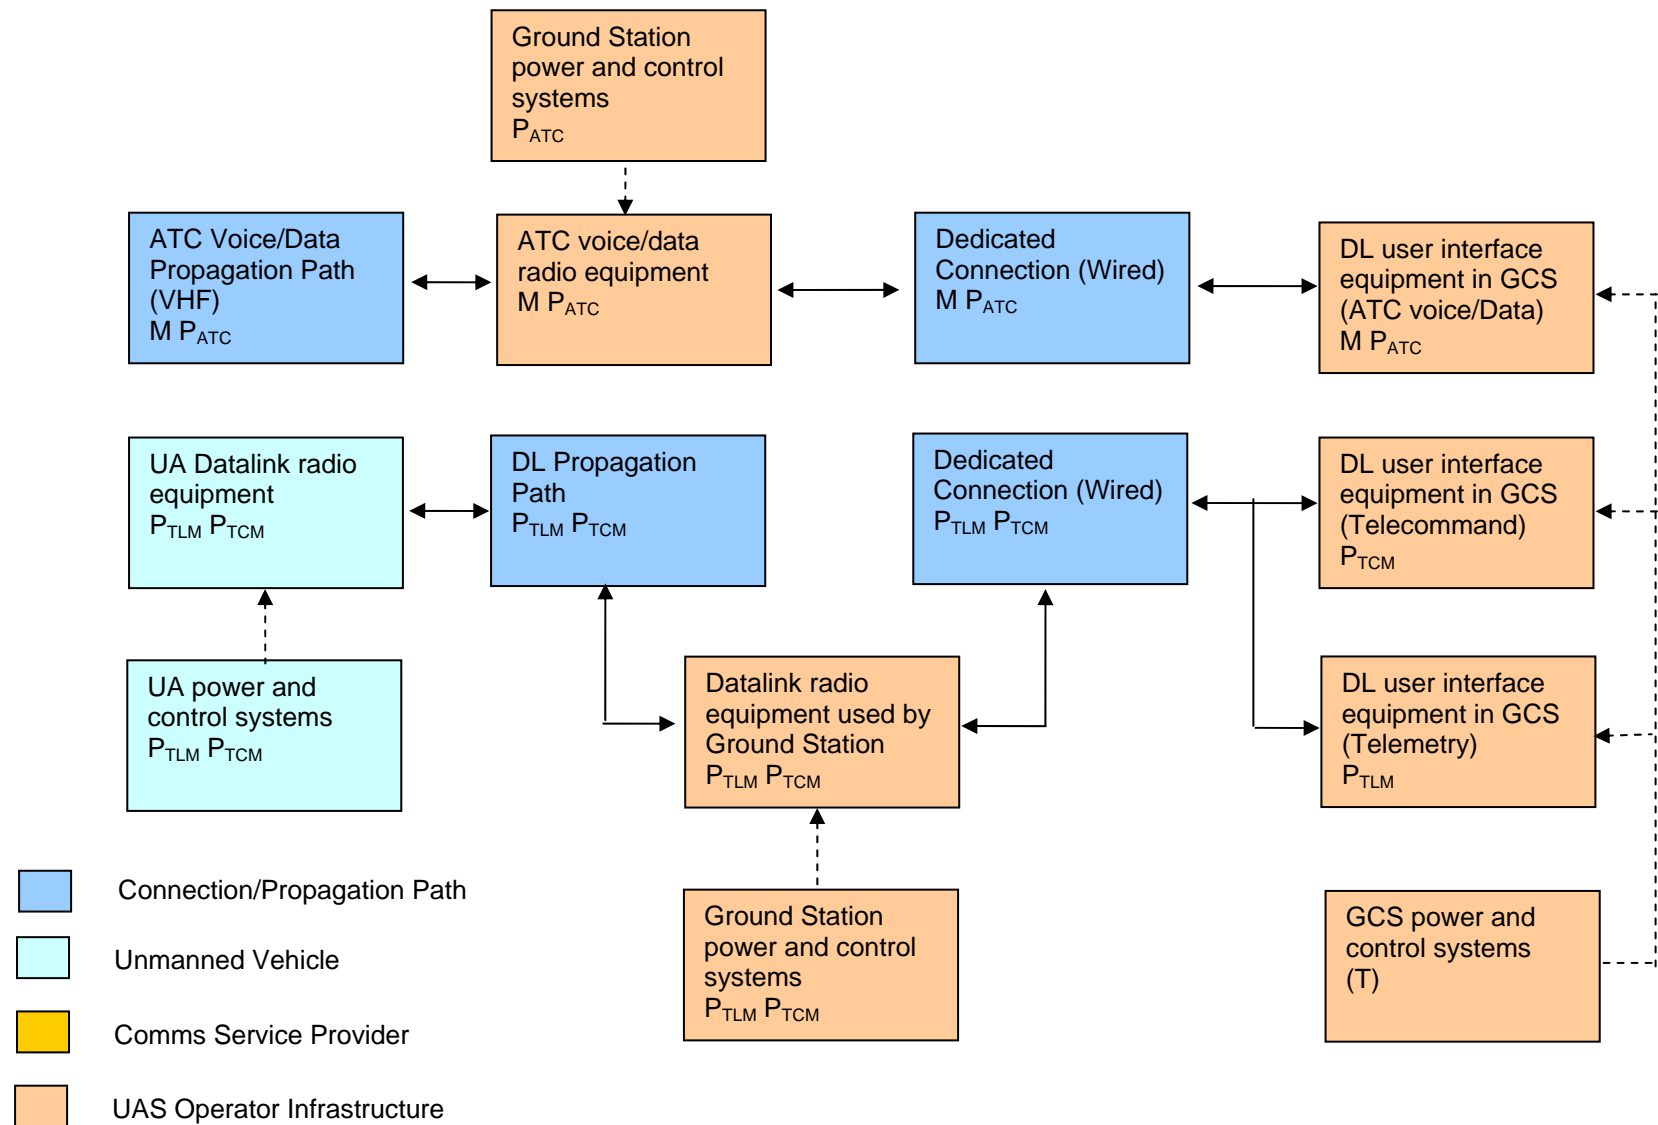 Ground Station
power and control
systems
PATC
ATC Voice/Data
Propagation Path
(VHF)
M PATC
ATC voice/data
radio equipment
M PATC
Dedicated
Connection (Wired)
M PATC
DL user interface
equipment in GCS
(ATC voice/Data)
M PATC
UA Datalink radio
equipment
PTLM PTCM
DL Propagation
Path
PTLM PTCM
Dedicated
Connection (Wired)
PTLM PTCM
DL user interface
equipment in GCS
(Telecommand)
PTCM
UA power and
control systems
PTLM PTCM
Datalink radio
equipment used by
Ground Station
PTLM PTCM
DL user interface
equipment in GCS
(Telemetry)
PTLM
Ground Station
power and control
systems
PTLM PTCM
GCS power and
control systems
(T)
Connection/Propagation Path
Unmanned Vehicle
Comms Service Provider
UAS Operator Infrastructure